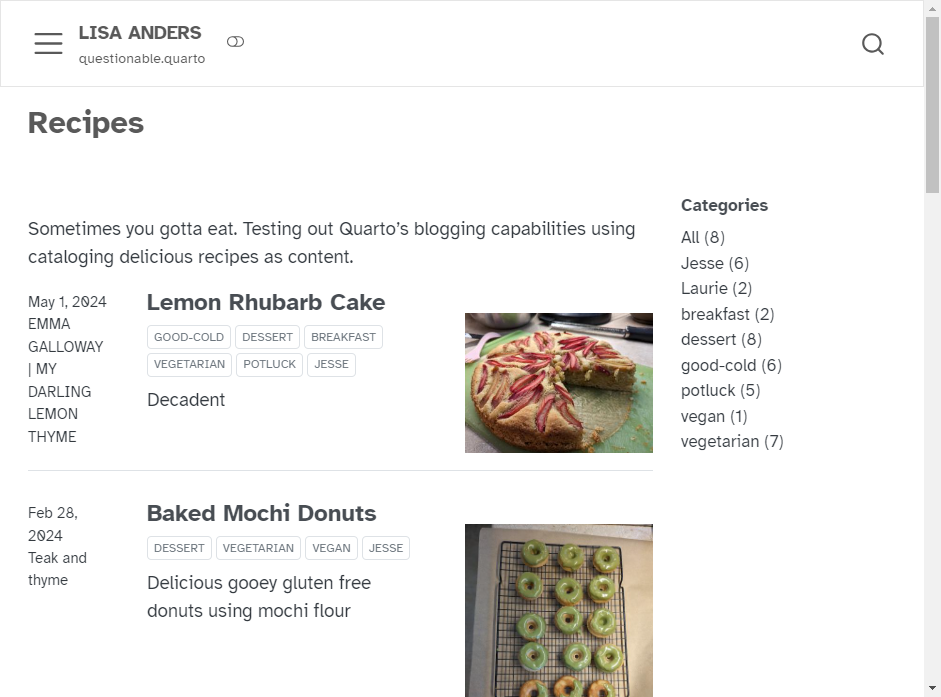 LISA ANDERS
questionable.quarto
Recipes
Sometimes you gotta eat. Testing out Quarto’s blogging capabilities using
cataloging delicious recipes as content.
May 1, 2024
EMMA
GALLOWAY
| MY
DARLING
LEMON
THYME
Lemon Rhubarb Cake
GOOD-COLD DESSERT BREAKFAST
VEGETARIAN POTLUCK JESSE
Decadent
Feb 28,
2024
Teak and
thyme
Baked Mochi Donuts
DESSERT VEGETARIAN VEGAN JESSE
Delicious gooey gluten free
donuts using mochi flour
Categories
All (8)
Jesse (6)
Laurie (2)
breakfast (2)
dessert (8)
good-cold (6)
potluck (5)
vegan (1)
vegetarian (7)